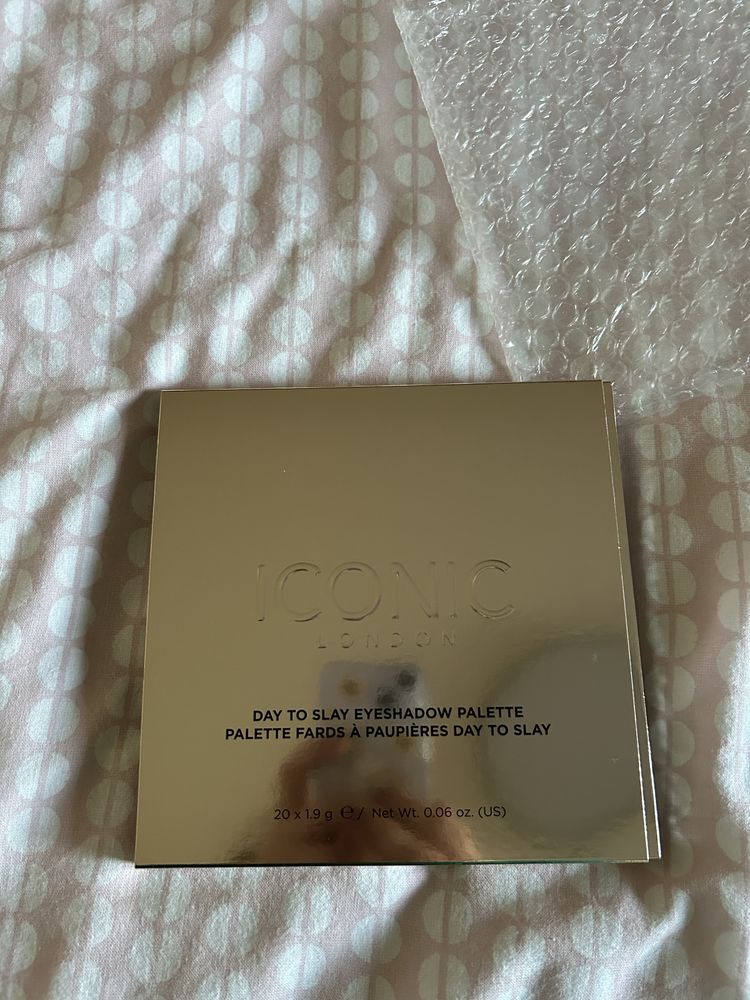 ICONIC
LONDON
DAY TO SLAY EYESHADOW PALETTE
PALETTE FARDS À PAUPIÈRES DAY TO SLAY
20 x 1.9 g ℮ / Net Wt. 0.06 oz. (US)